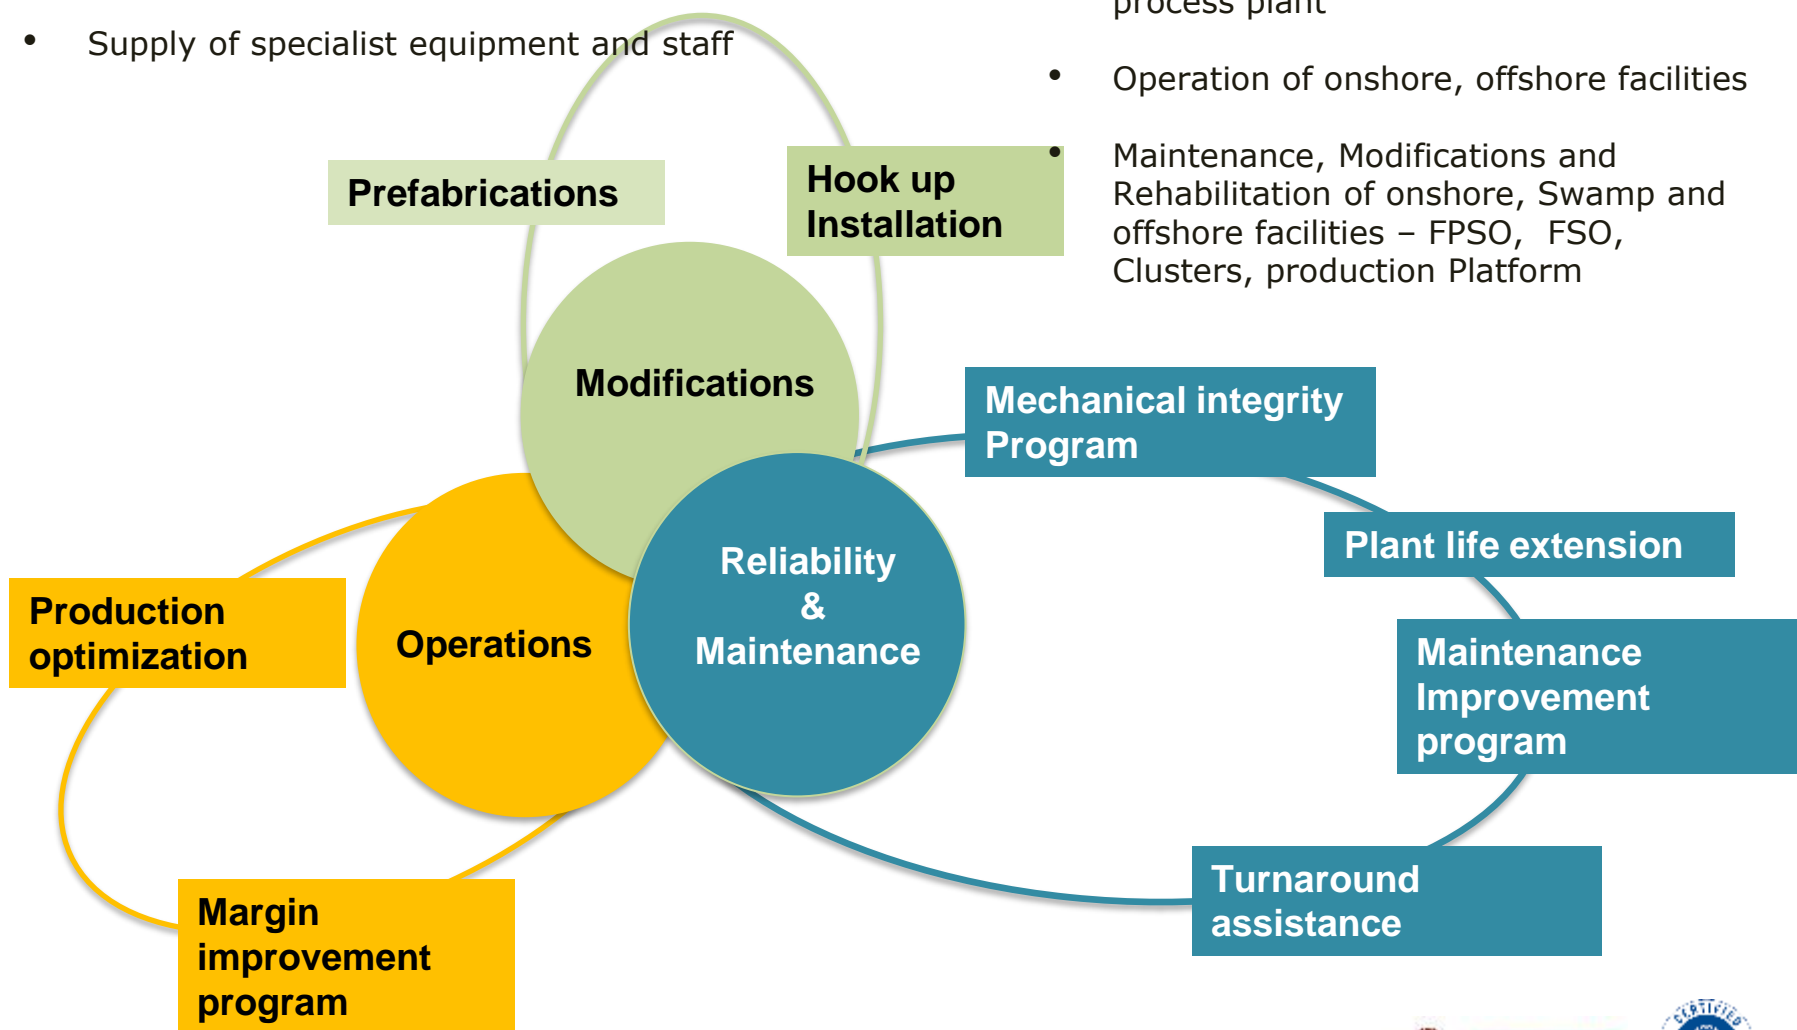 process plant
• Supply of specialist equipment and staff
• Operation of onshore, offshore facilities
• Maintenance, Modifications and
Rehabilitation of onshore, Swamp and
offshore facilities – FPSO, FSO,
Clusters, production Platform
Prefabrications
Hook up
Installation
Modifications
Mechanical integrity
Program
Plant life extension
Reliability
&
Maintenance
Production
optimization
Operations
Maintenance
Improvement
program
Turnaround
assistance
Margin
improvement
program
CERTIFIED